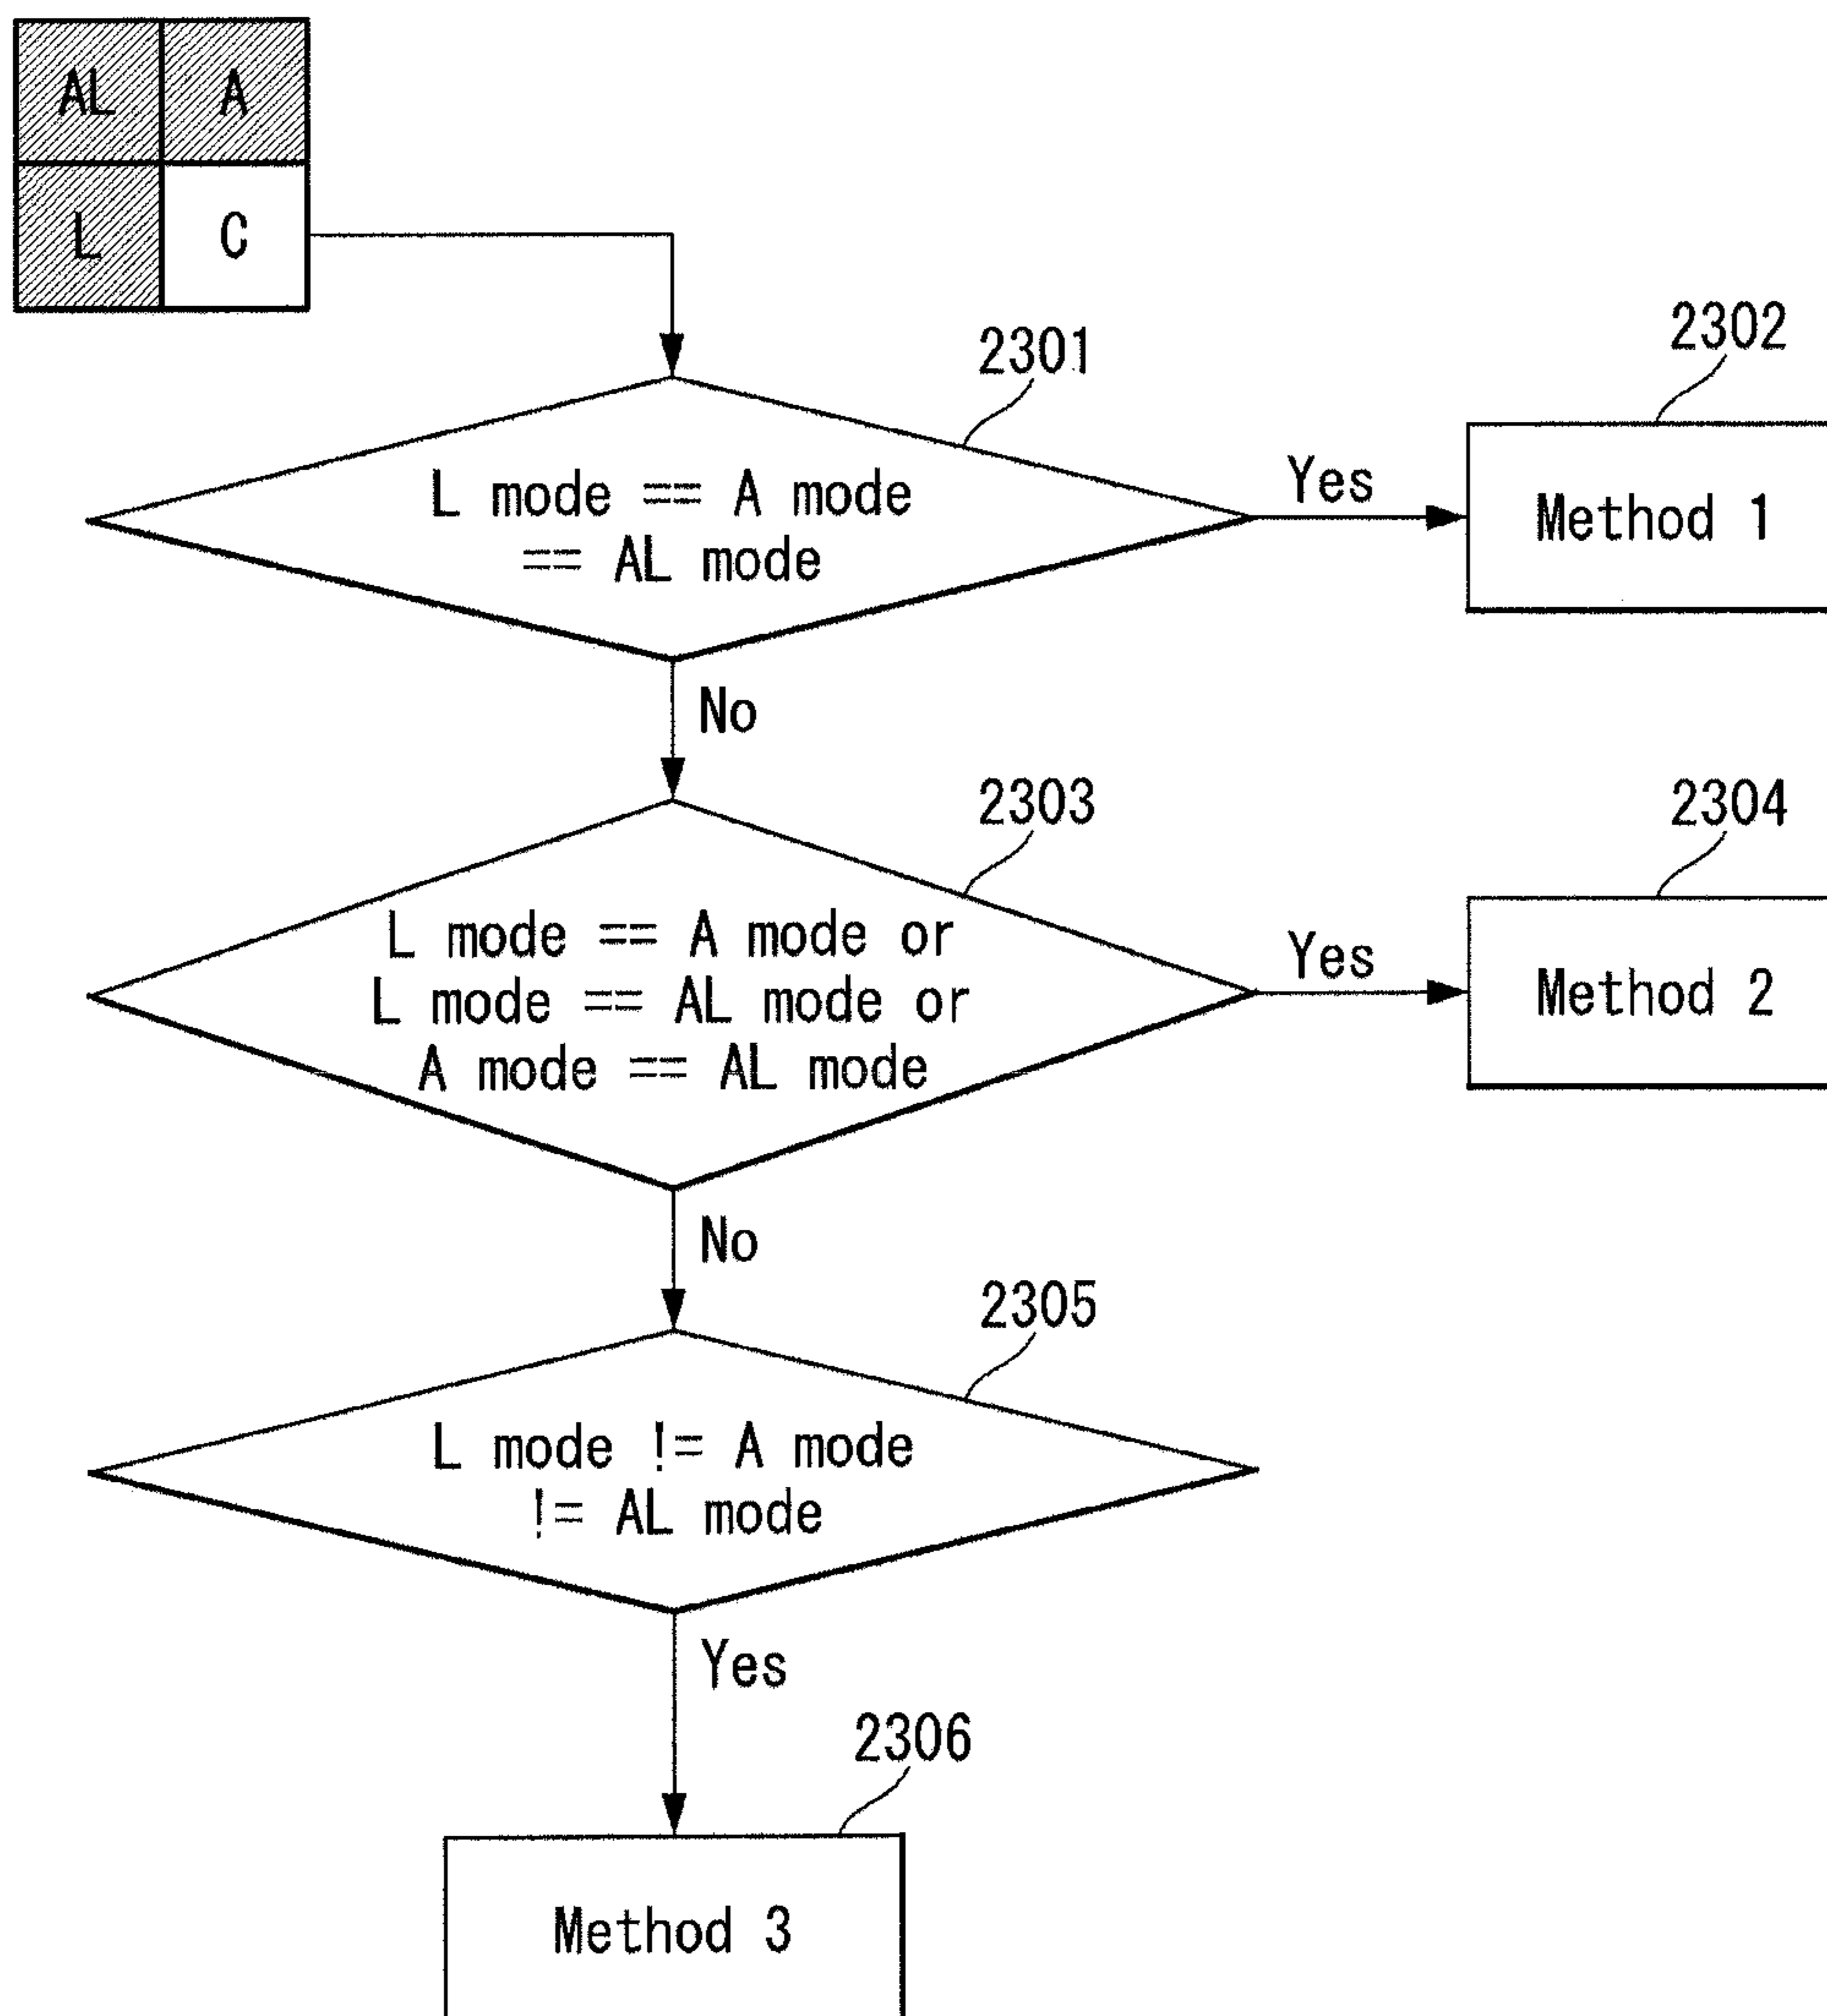 AL A
L C
2301
2302
L mode == A mode
== AL mode
Yes
Method 1
No
2303
2304
L mode == A mode or
L mode == AL mode or
A mode == AL mode
Yes
Method 2
No
2305
L mode != A mode
!= AL mode
Yes
2306
Method 3